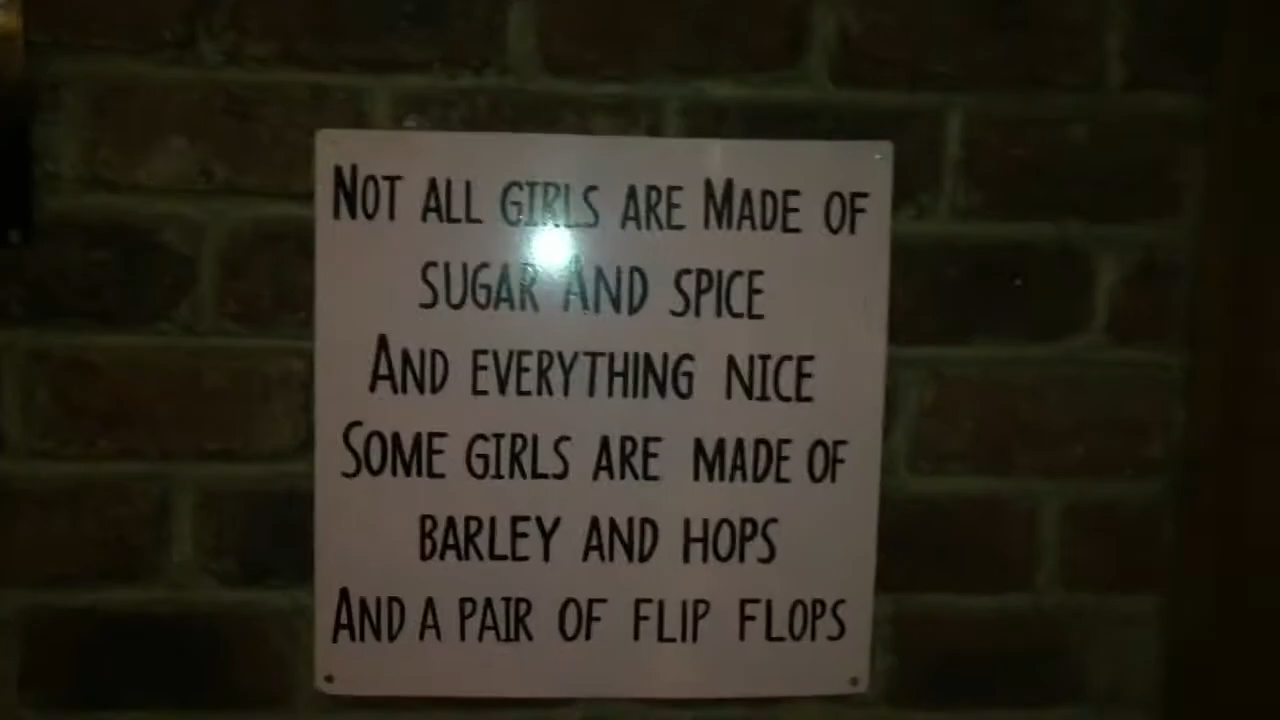 Not all girls are Made of
sugar And spice
And everything nice
Some girls are made of
barley and hops
And a pair of flip flops